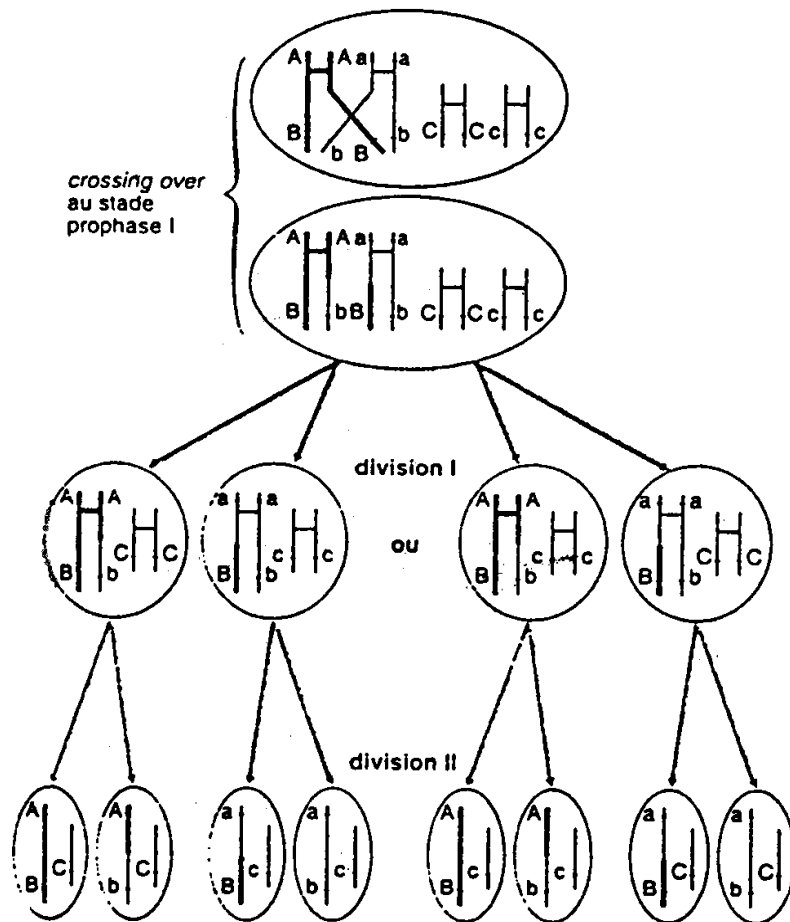 A A a a
B b B b C C c c
crossing over
au stade
prophase I
A A a a
B b B b C C c c
division I
A A a a A A a a
C C c c ou c c C C
B b B b B b B b
division II
A A a a A A a a
C C c c c c C C
B b B b B b B b